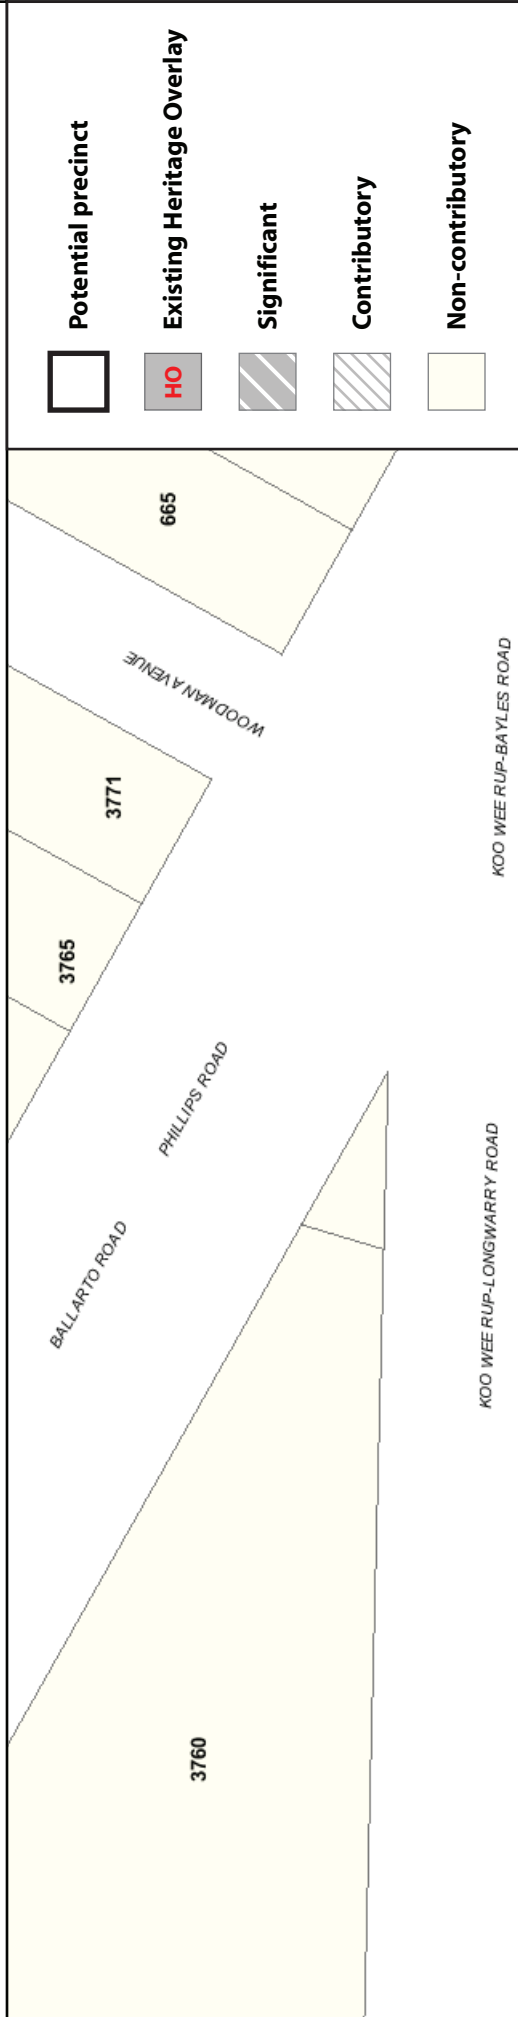 Potential precinct
Existing Heritage Overlay
HO
Significant
Contributory
Non-contributory
665
WOODMAN AVENUE
3771
3765
PHILLIPS ROAD
BALLARTO ROAD
KOO WEE RUP-BAYLES ROAD
KOO WEE RUP-LONGWARRY ROAD
3760